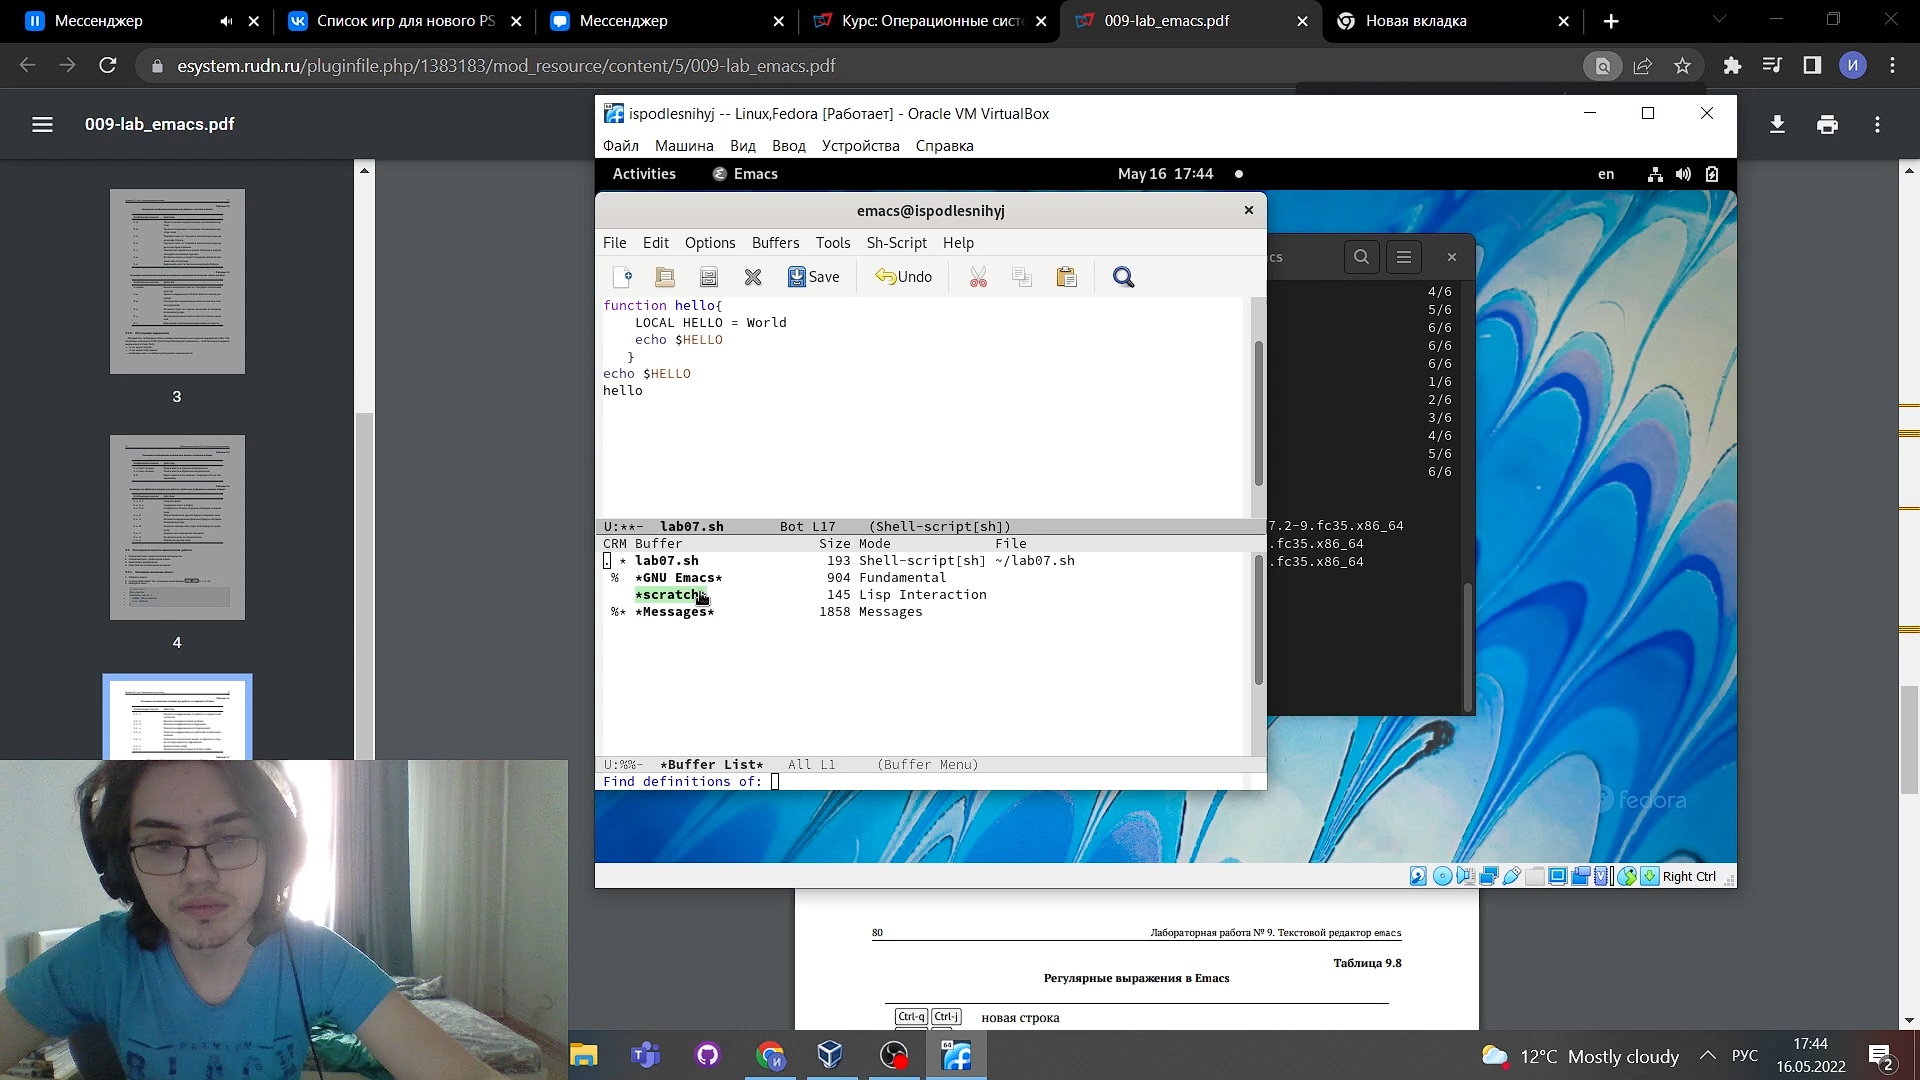 Мессенджер
Список игр для нового PS
Мессенджер
Курс: Операционные сист
009-lab_emacs.pdf
Новая вкладка
esystem.rudn.ru/pluginfile.php/1383183/mod_resource/content/5/009-lab_emacs.pdf
И
009-lab_emacs.pdf
3
4
ispodlesnihyj -- Linux,Fedora [Работает] - Oracle VM VirtualBox
Файл Машина Вид Ввод Устройства Справка
Activities Emacs May 16 17:44 en
emacs@ispodlesnihyj
File Edit Options Buffers Tools Sh-Script Help
Save Undo
function hello{
LOCAL HELLO = World
echo $HELLO
}
echo $HELLO
hello
U:**- lab07.sh Bot L17 (Shell-script[sh])
CRM Buffer Size Mode File
. * lab07.sh 193 Shell-script[sh] ~/lab07.sh
% *GNU Emacs* 904 Fundamental
*scratch* 145 Lisp Interaction
%* *Messages* 1858 Messages
U:%%- *Buffer List* All L1 (Buffer Menu)
Find definitions of:
cs
4/6
5/6
6/6
6/6
6/6
1/6
2/6
3/6
4/6
5/6
6/6
7.2-9.fc35.x86_64
.fc35.x86_64
.fc35.x86_64
fedora
Right Ctrl
80 Лабораторная работа № 9. Текстовой редактор emacs
Таблица 9.8
Регулярные выражения в Emacs
Ctrl-q Ctrl-j новая строка
12°C Mostly cloudy
РУС
17:44
16.05.2022
2